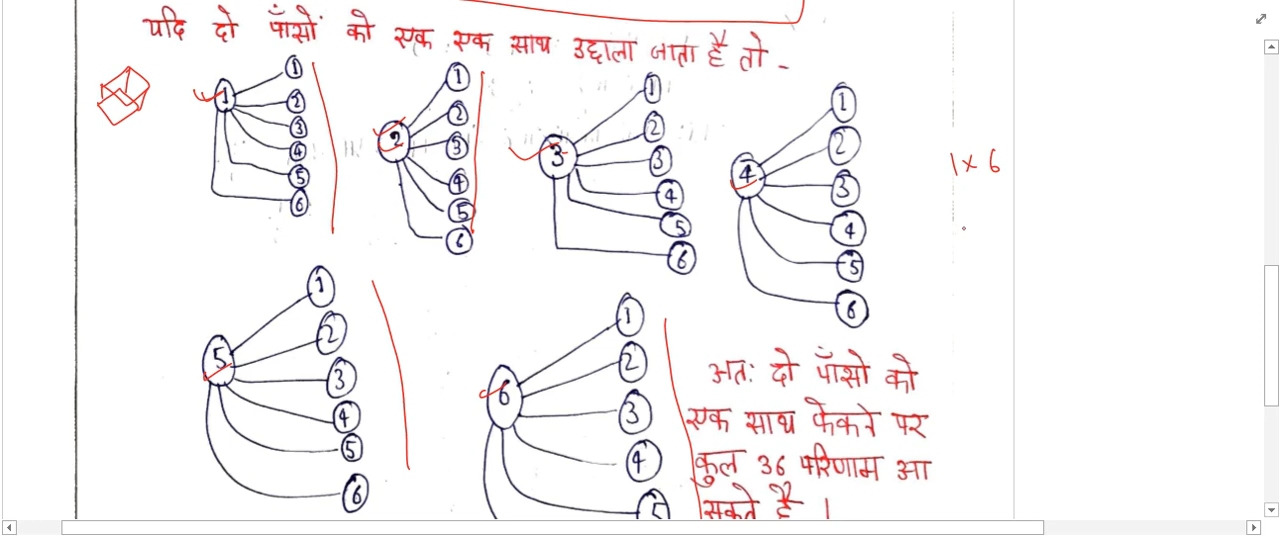 यदि दो पाँसों को एक एक साथ उछाला जाता है तो -
1 1 2 3 4 5 6
2 1 2 3 4 5 6
3 1 2 3 4 5 6
4 1 2 3 4 5 6
1 x 6
5 1 2 3 4 5 6
6 1 2 3 4 5
अतः दो पाँसो को
एक साथ फेकने पर
कुल 36 परिणाम आ
सकते है ।